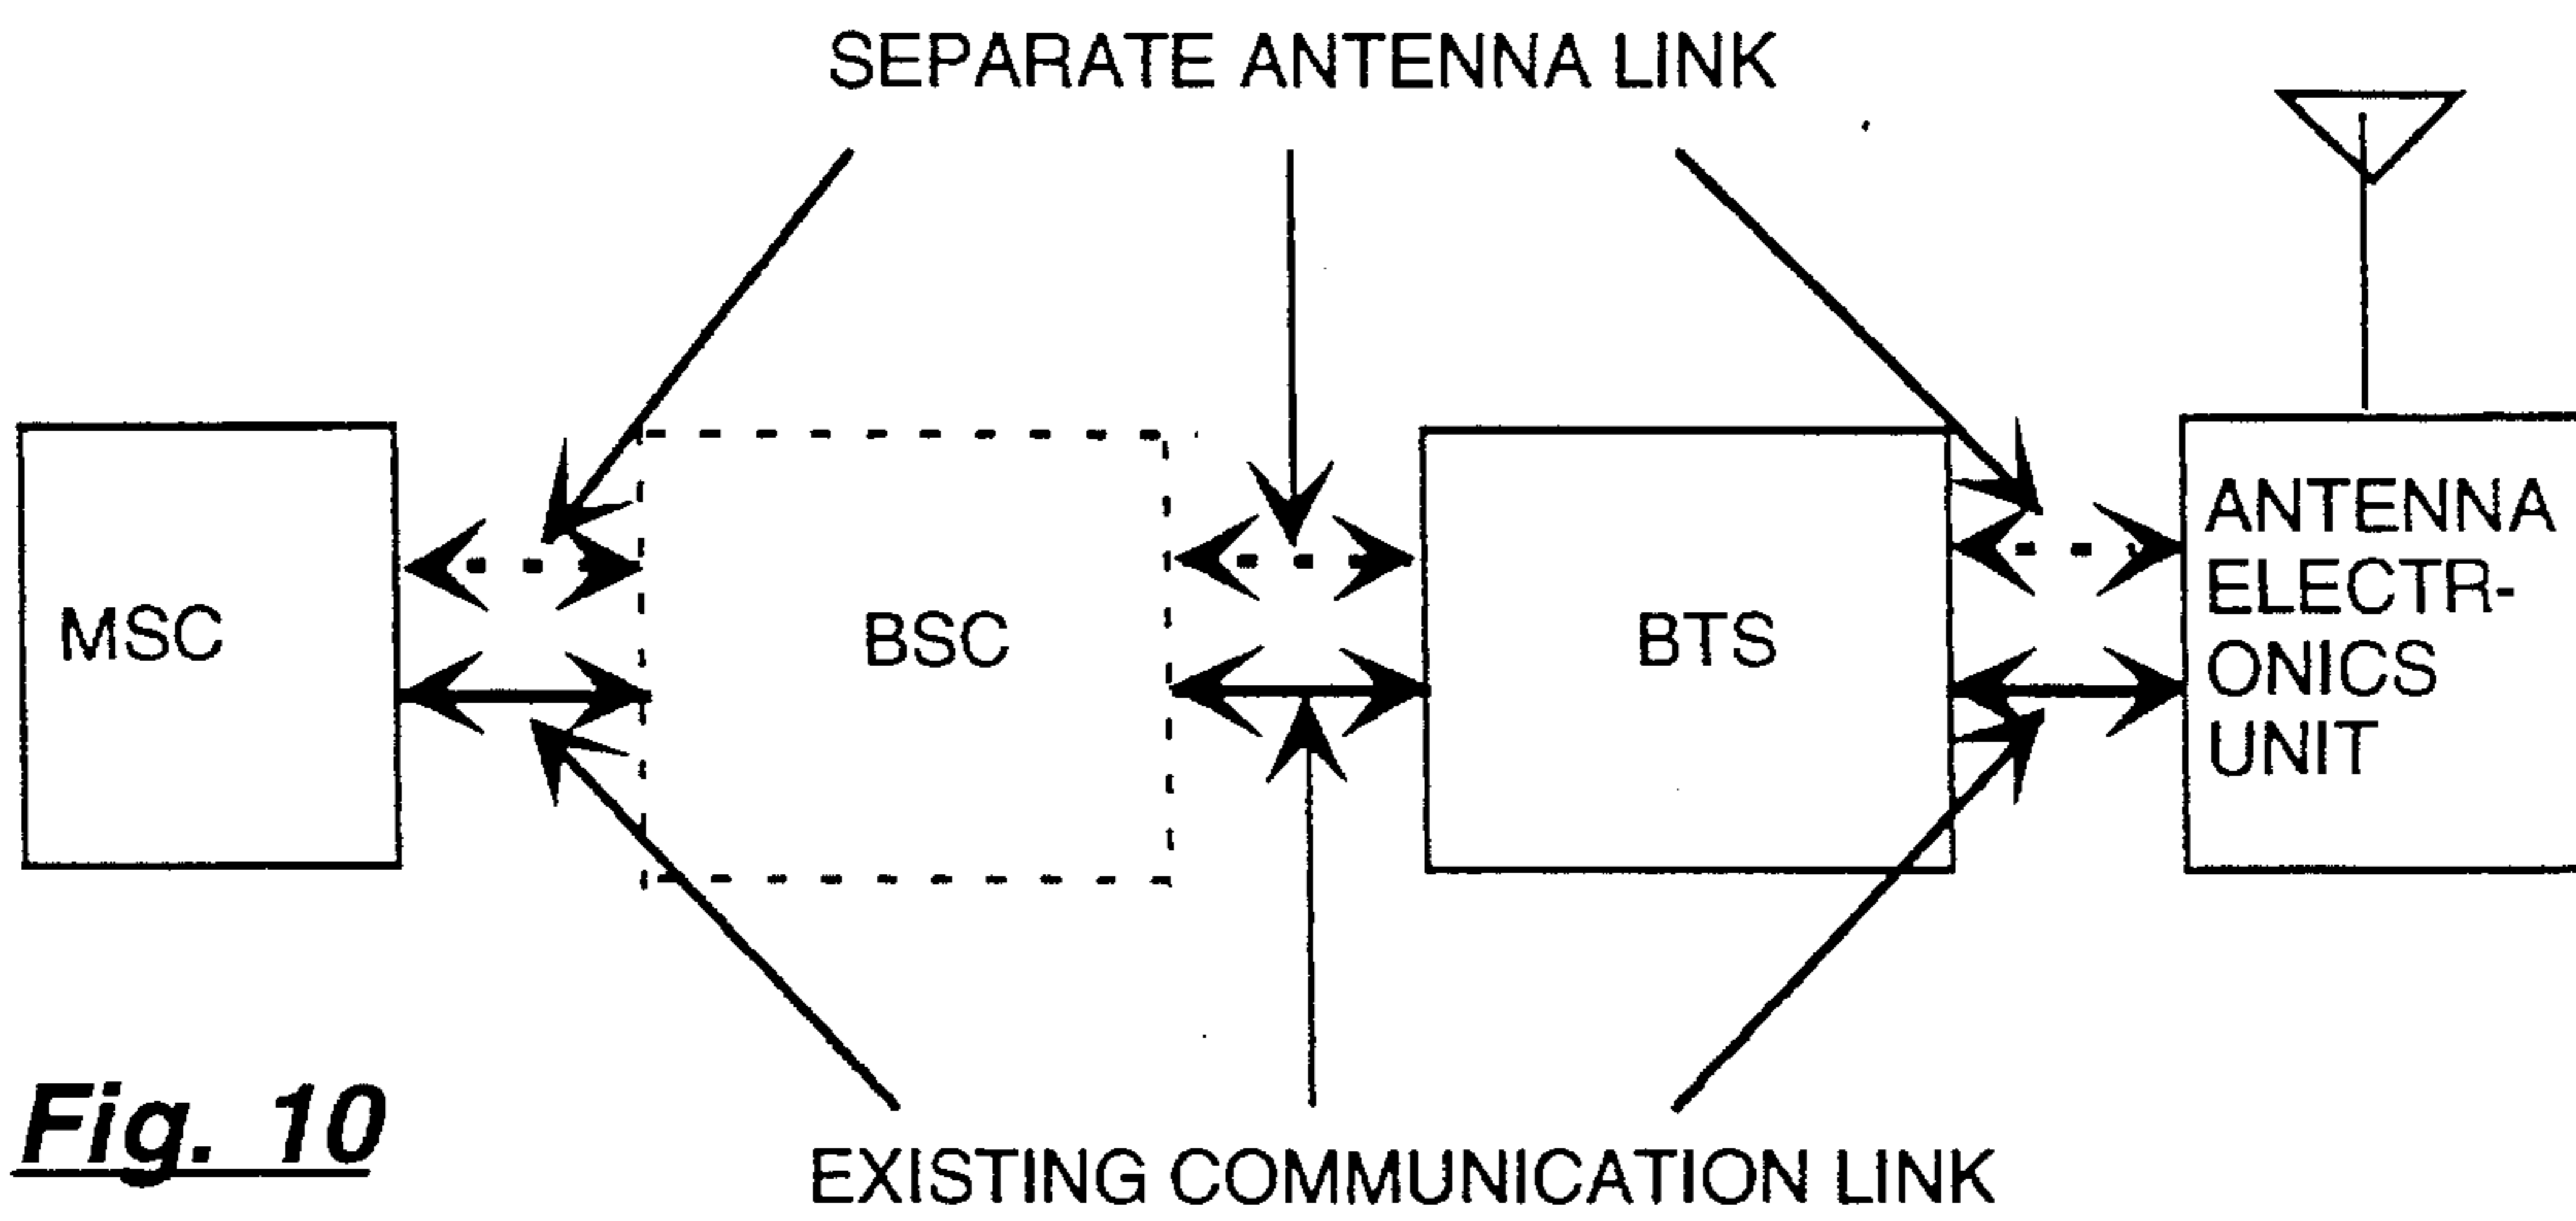 SEPARATE ANTENNA LINK
MSC
BSC
BTS
ANTENNA
ELECTR-
ONICS
UNIT
Fig. 10
EXISTING COMMUNICATION LINK